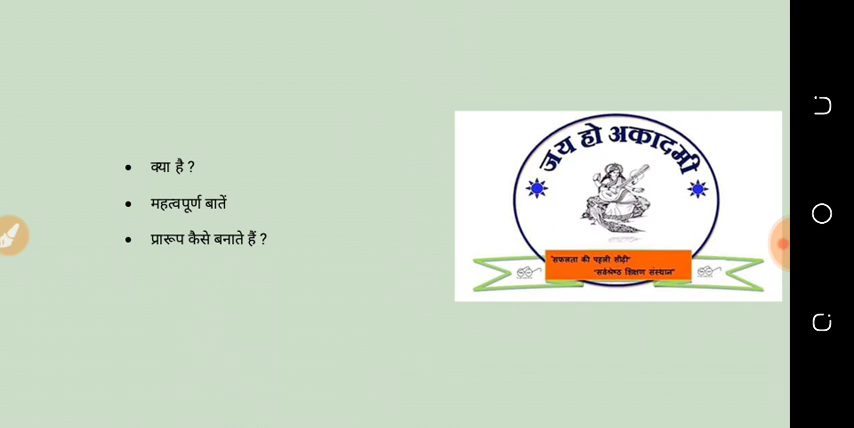 क्या है ?
महत्वपूर्ण बातें
प्रारूप कैसे बनाते हैं ?
जय हो अकादमी
"सफलता की पहली सीढ़ी"
"सर्वश्रेष्ठ शिक्षण संस्थान"